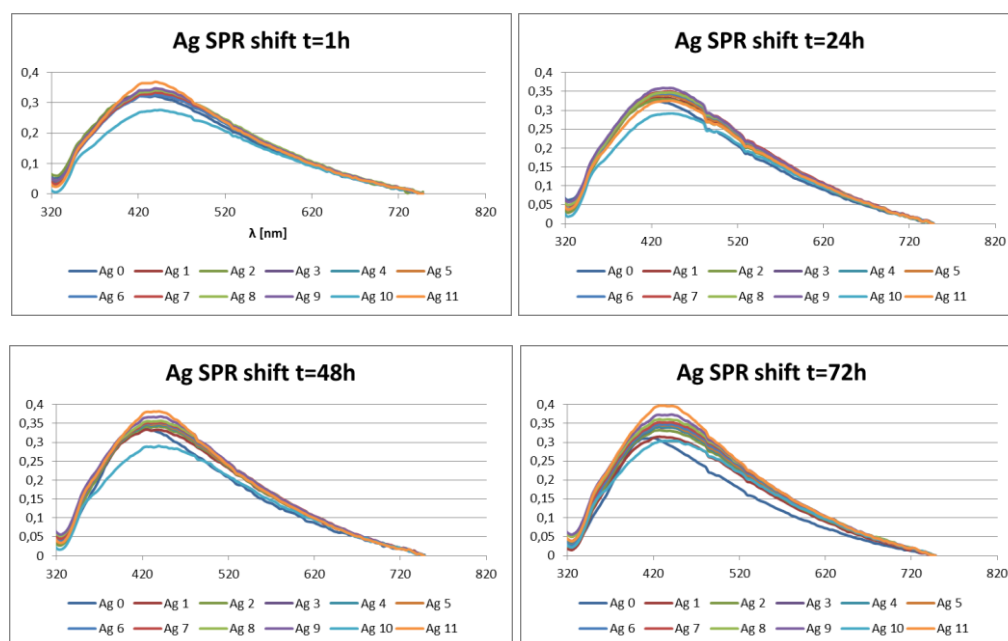 Ag SPR shift t=1h
0,4
0,3
0,2
0,1
0
320 420 520 620 720 820
λ [nm]
Ag 0 Ag 1 Ag 2 Ag 3 Ag 4 Ag 5
Ag 6 Ag 7 Ag 8 Ag 9 Ag 10 Ag 11
Ag SPR shift t=24h
0,4
0,35
0,3
0,25
0,2
0,15
0,1
0,05
0
320 420 520 620 720 820
Ag 0 Ag 1 Ag 2 Ag 3 Ag 4 Ag 5
Ag 6 Ag 7 Ag 8 Ag 9 Ag 10 Ag 11
Ag SPR shift t=48h
0,4
0,35
0,3
0,25
0,2
0,15
0,1
0,05
0
320 420 520 620 720 820
Ag 0 Ag 1 Ag 2 Ag 3 Ag 4 Ag 5
Ag 6 Ag 7 Ag 8 Ag 9 Ag 10 Ag 11
Ag SPR shift t=72h
0,4
0,35
0,3
0,25
0,2
0,15
0,1
0,05
0
320 420 520 620 720 820
Ag 0 Ag 1 Ag 2 Ag 3 Ag 4 Ag 5
Ag 6 Ag 7 Ag 8 Ag 9 Ag 10 Ag 11